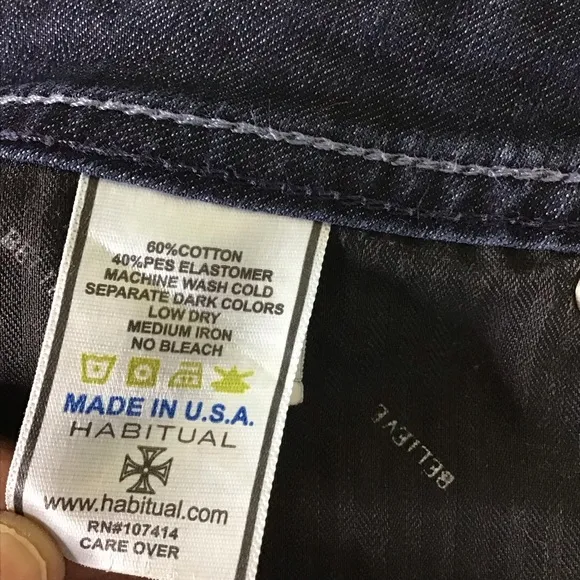 60%COTTON
40%PES ELASTOMER
MACHINE WASH COLD
SEPARATE DARK COLORS
LOW DRY
MEDIUM IRON
NO BLEACH
MADE IN U.S.A.
HABITUAL
www.habitual.com
RN#107414
CARE OVER
BELIEVE